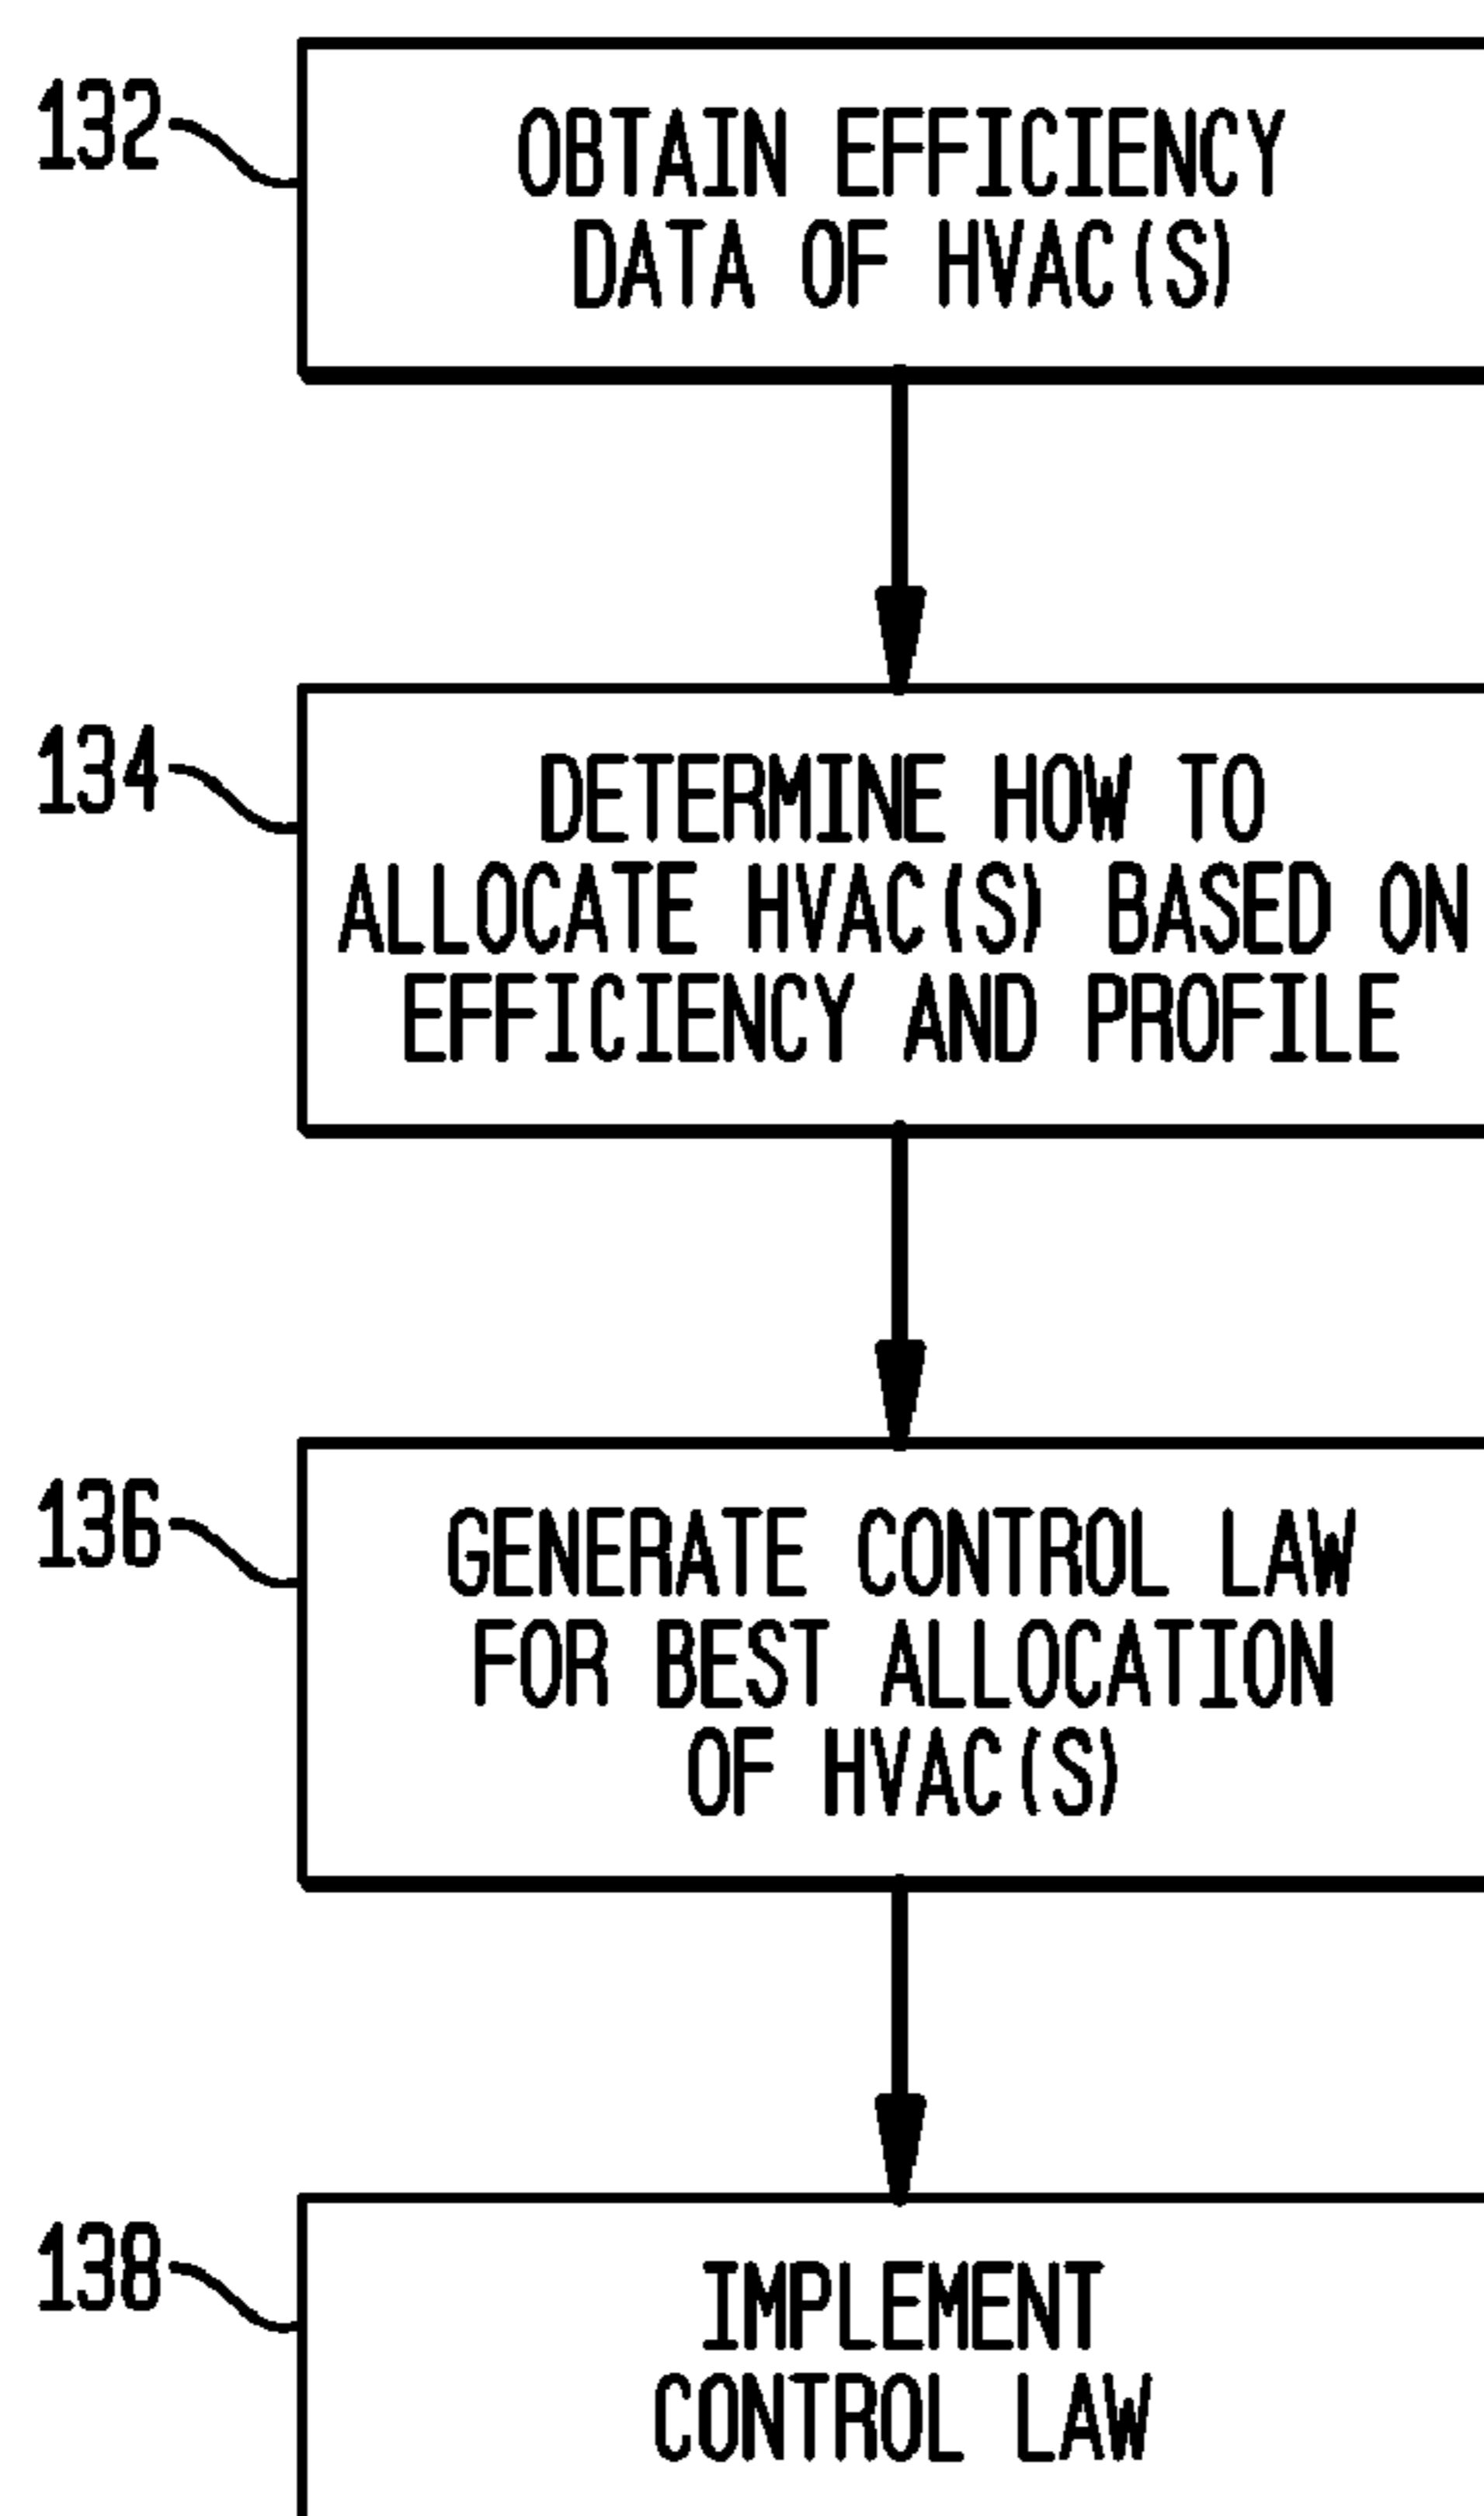 132
OBTAIN EFFICIENCY
DATA OF HVAC(S)
134
DETERMINE HOW TO
ALLOCATE HVAC(S) BASED ON
EFFICIENCY AND PROFILE
136
GENERATE CONTROL LAW
FOR BEST ALLOCATION
OF HVAC(S)
138
IMPLEMENT
CONTROL LAW